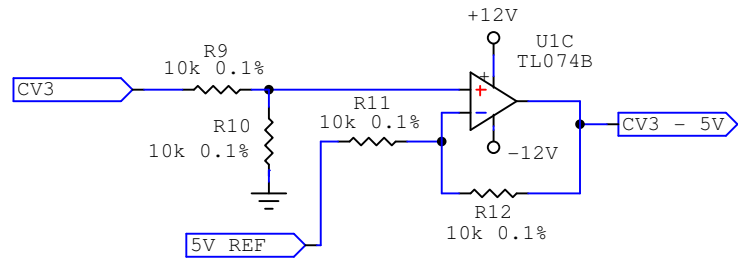 +12V
U1C
TL074B
R9
10k 0.1%
CV3
+
+
−
R11
10k 0.1%
CV3 - 5V
R10
10k 0.1%
-12V
R12
10k 0.1%
5V REF